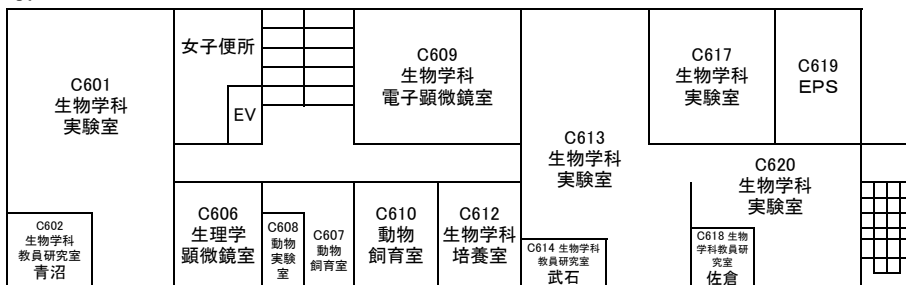 C601
生物学科
実験室
C602
生物学科
教員研究室
青沼
女子便所
EV
C606
生理学
顕微鏡室
C608
動物
実験
室
C607
動物
飼育室
C609
生物学科
電子顕微鏡室
C610
動物
飼育室
C612
生物学科
培養室
C613
生物学科
実験室
C614 生物学科
教員研究室
武石
C617
生物学科
実験室
C618 生物
学科教員研
究室
佐倉
C619
EPS
C620
生物学科
実験室